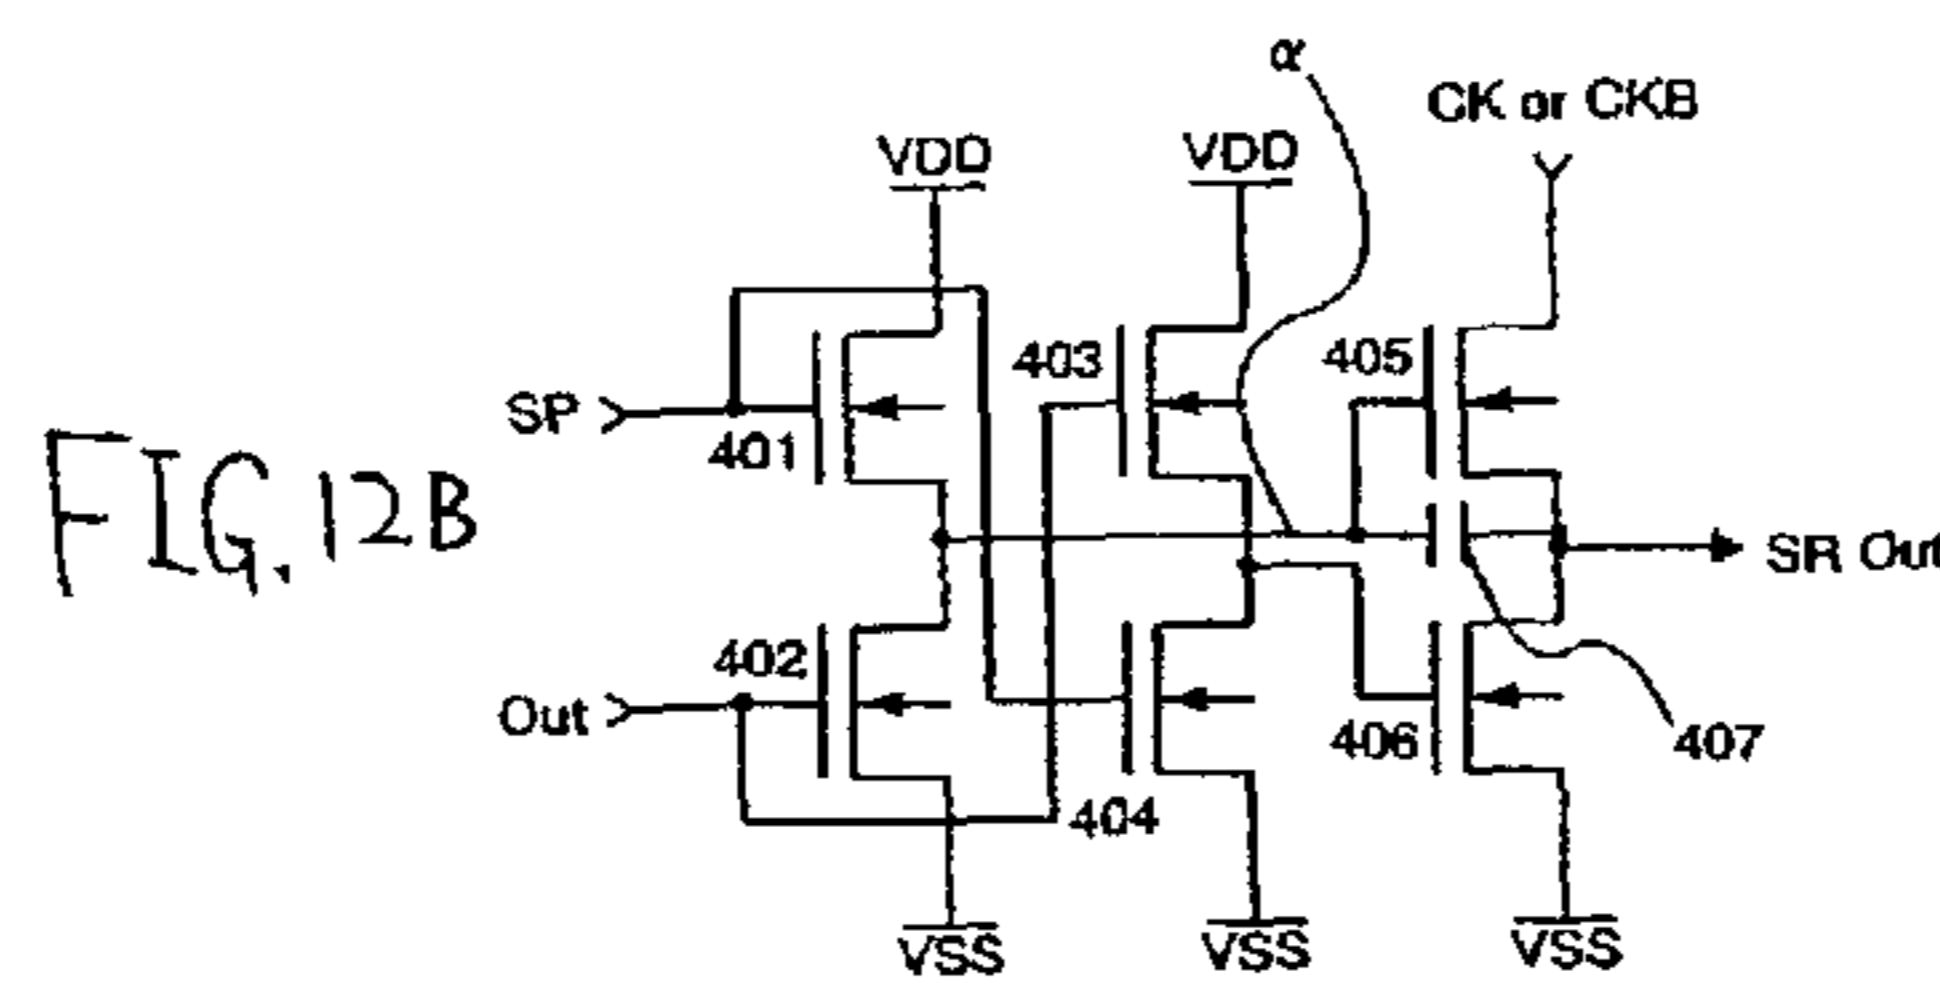 α
CK or CKB
VDD
VDD
403
405
SP
401
FIG. 12B
SR Out
402
Out
406
407
404
VSS
VSS
VSS